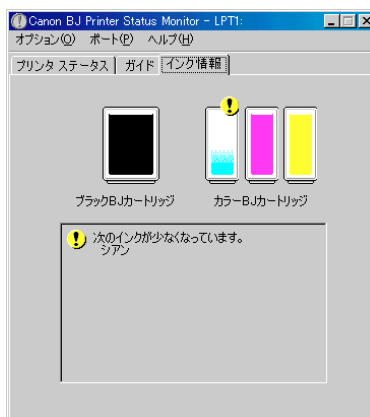 Canon BJ Printer Status Monitor - LPT1:
オプション(O) ポート(P) ヘルプ(H)
プリンタ ステータス ガイド インク情報
ブラックBJカートリッジ カラーBJカートリッジ
次のインクが少なくなっています。
シアン